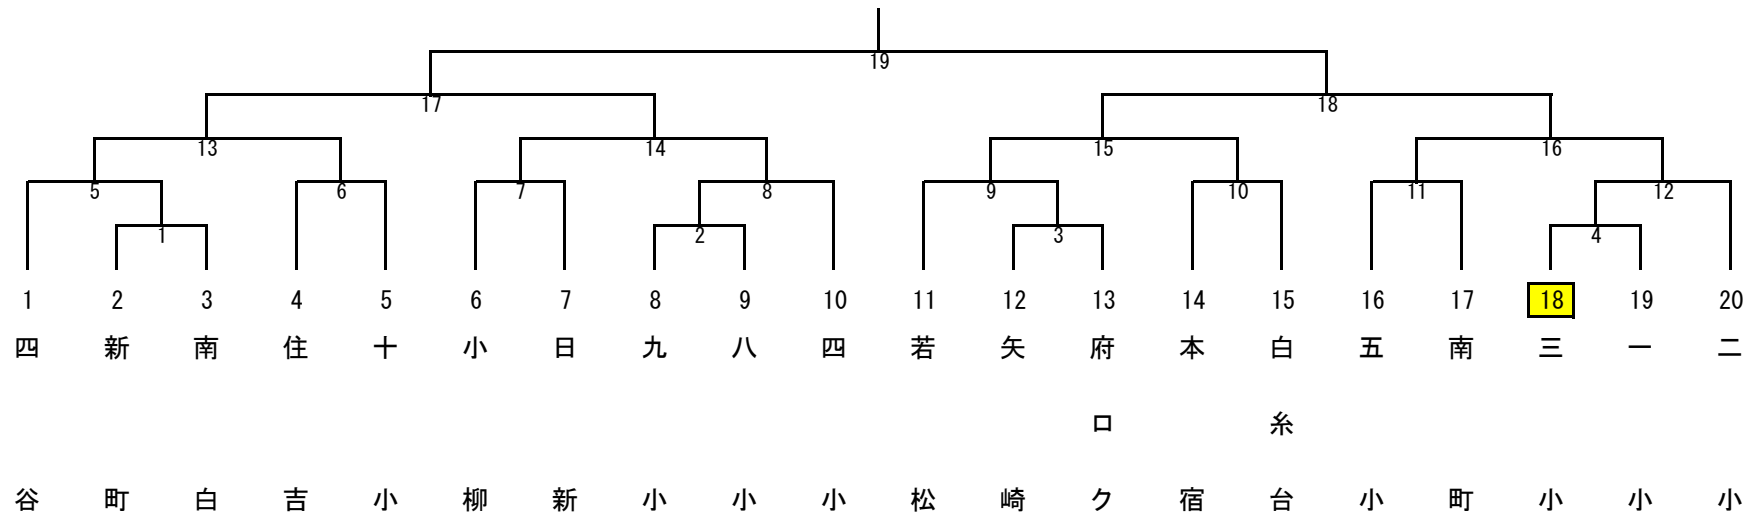 19
17 18
13 14 15 16
5 6 7 8 9 10 11 12
1 2 3 4
1 2 3 4 5 6 7 8 9 10 11 12 13 14 15 16 17 18 19 20
四谷
新町
南白
住吉
十小
小柳
日新
九小
八小
四小
若松
矢崎
府ロク
本宿
白糸台
五小
南町
三小
一小
二小